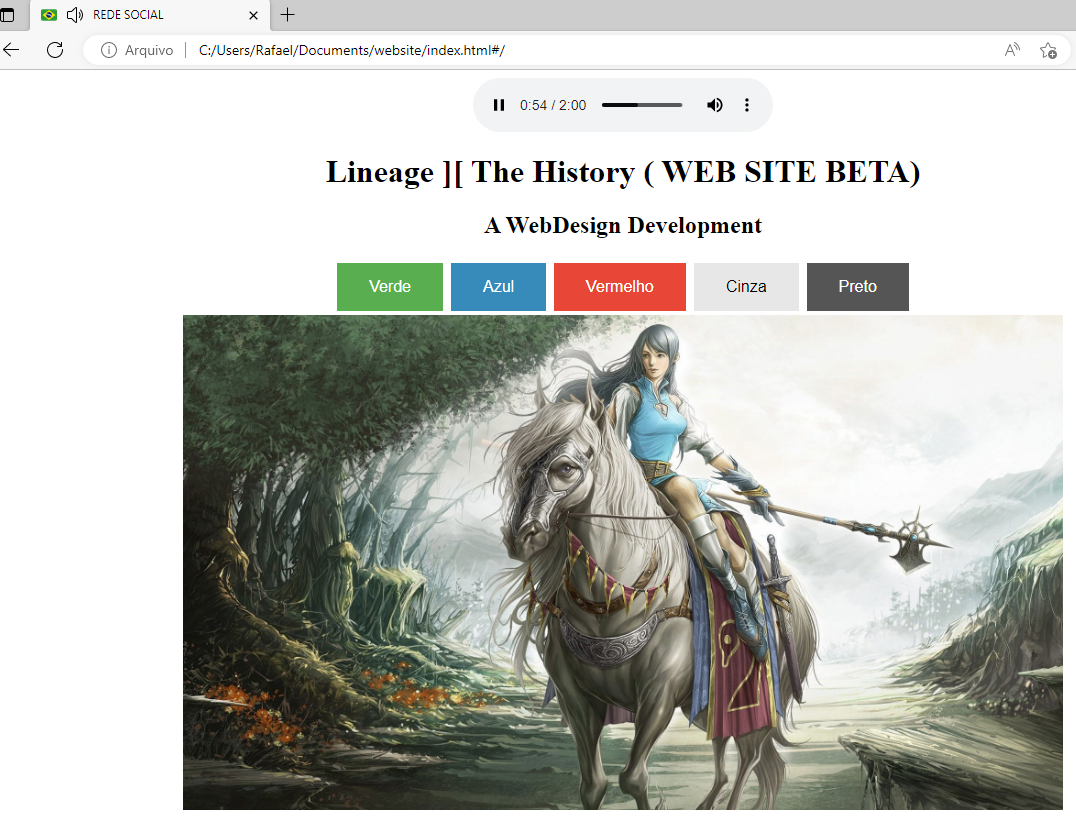 REDE SOCIAL
Arquivo C:/Users/Rafael/Documents/website/index.html#/
0:54 / 2:00
Lineage ][ The History ( WEB SITE BETA)
A WebDesign Development
Verde Azul Vermelho Cinza Preto